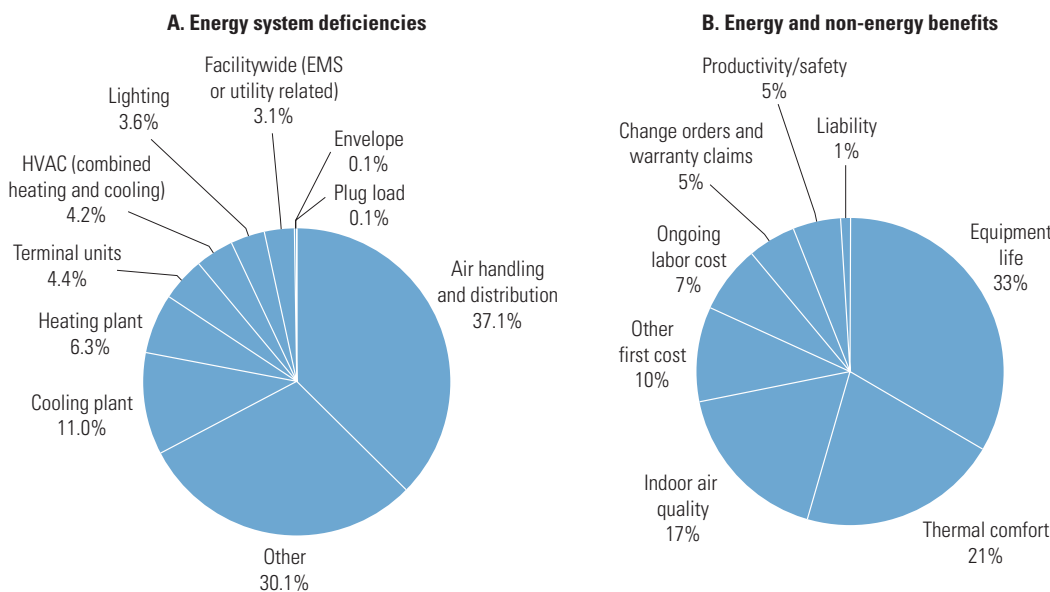 A. Energy system deficiencies
Facilitywide (EMS
or utility related)
3.1%
Lighting
3.6%
Envelope
0.1%
HVAC (combined
heating and cooling)
4.2%
Plug load
0.1%
Terminal units
4.4%
Air handling
and distribution
37.1%
Heating plant
6.3%
Cooling plant
11.0%
Other
30.1%
B. Energy and non-energy benefits
Productivity/safety
5%
Liability
1%
Change orders and
warranty claims
5%
Equipment
life
33%
Ongoing
labor cost
7%
Other
first cost
10%
Indoor air
quality
17%
Thermal comfort
21%